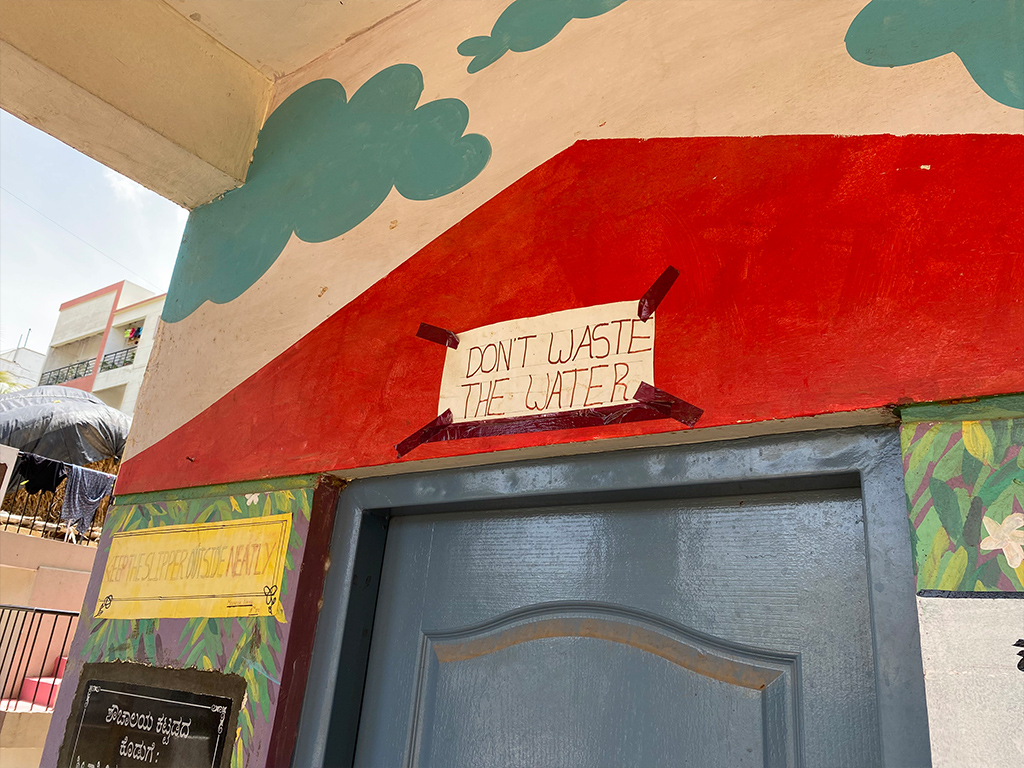 DON'T WASTE
THE WATER
KEEP THE SLIPPER OUTSIDE NEATLY
ಶೌಚಾಲಯ ಕಟ್ಟಡದ
ಕೊಡುಗೆ :